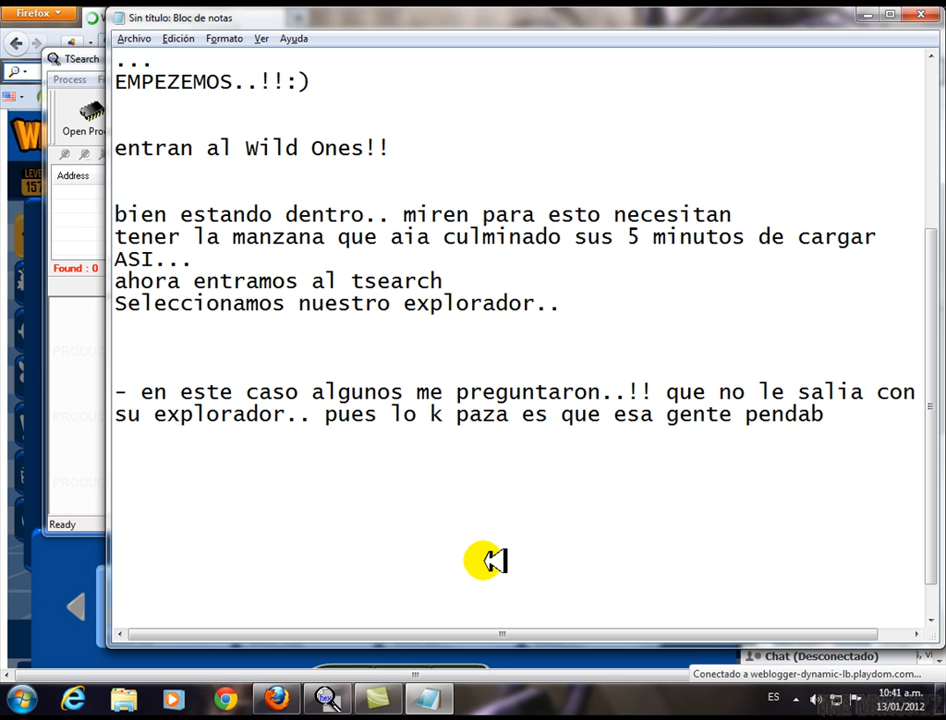 Firefox
Sin título: Bloc de notas
Archivo Edición Formato Ver Ayuda
TSearch
Process
Open Proc
Address
Found : 0
Ready
LEVE
157
...
EMPEZEMOS..!!:)
entran al Wild Ones!!
bien estando dentro.. miren para esto necesitan
tener la manzana que aia culminado sus 5 minutos de cargar
ASI...
ahora entramos al tsearch
Seleccionamos nuestro explorador..
- en este caso algunos me preguntaron..!! que no le salia con
su explorador.. pues lo k paza es que esa gente pendab
Chat (Desconectado)
Conectado a weblogger-dynamic-lb.playdom.com...
ES
10:41 a.m.
13/01/2012